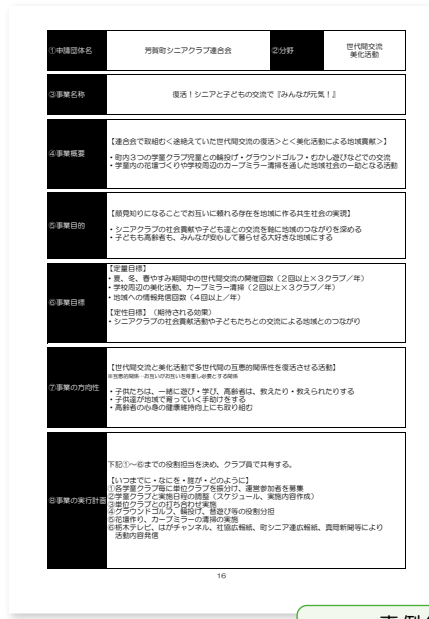 ①申請団体名 芳賀町シニアクラブ連合会 ②分野 世代間交流
美化活動
③事業名称 復活！シニアと子どもの交流で『みんなが元気！』
④事業概要
【連合会で取組む＜途絶えていた世代間交流の復活＞と＜美化活動による地域貢献＞】
・町内３つの学童クラブ児童との輪投げ・グラウンドゴルフ・むかし遊びなどでの交流
・学童内の花壇づくりや学校周辺のカーブミラー清掃を通した地域社会の一助となる活動
⑤事業目的
【顔見知りになることでお互いに頼れる存在を地域に作る共生社会の実現】
・シニアクラブの社会貢献や子ども達との交流を軸に地域のつながりを深める
・子どもも高齢者も、みんなが安心して暮らせる大好きな地域にする
⑥事業目標
【定量目標】
・夏、冬、春やすみ期間中の世代間交流の開催回数（２回以上×３クラブ／年）
・学校周辺の美化活動、カーブミラー清掃（２回以上×３クラブ／年）
・地域への情報発信回数（４回以上／年）
【定性目標】（期待される効果）
・シニアクラブの社会貢献活動や子どもたちとの交流による地域とのつながり
⑦事業の方向性
【世代間交流と美化活動で多世代間の互恵的関係性を復活させる活動】
※互恵的関係…お互いがお互いを尊重し必要とする関係
・子供たちは、一緒に遊び・学び、高齢者は、教えたり・教えられたりする
・子供達が地域で育っていく手助けをする
・高齢者の心身の健康維持向上にも取り組む
⑧事業の実行計画
下記①～⑥までの役割担当を決め、クラブ員で共有する。
【いつまでに・なにを・誰が・どのように】
①各学童クラブ毎に単位クラブを振分け、運営参加者を募集
②学童クラブと実施日程の調整（スケジュール、実施内容作成）
③単位クラブとの打ち合わせ実施
④グラウンドゴルフ、輪投げ、昔遊び等の役割分担
⑤花壇作り、カーブミラーの清掃の実施
⑥栃木テレビ、はがチャンネル、社協広報紙、町シニア連広報紙、真岡新聞等により
活動内容発信
16